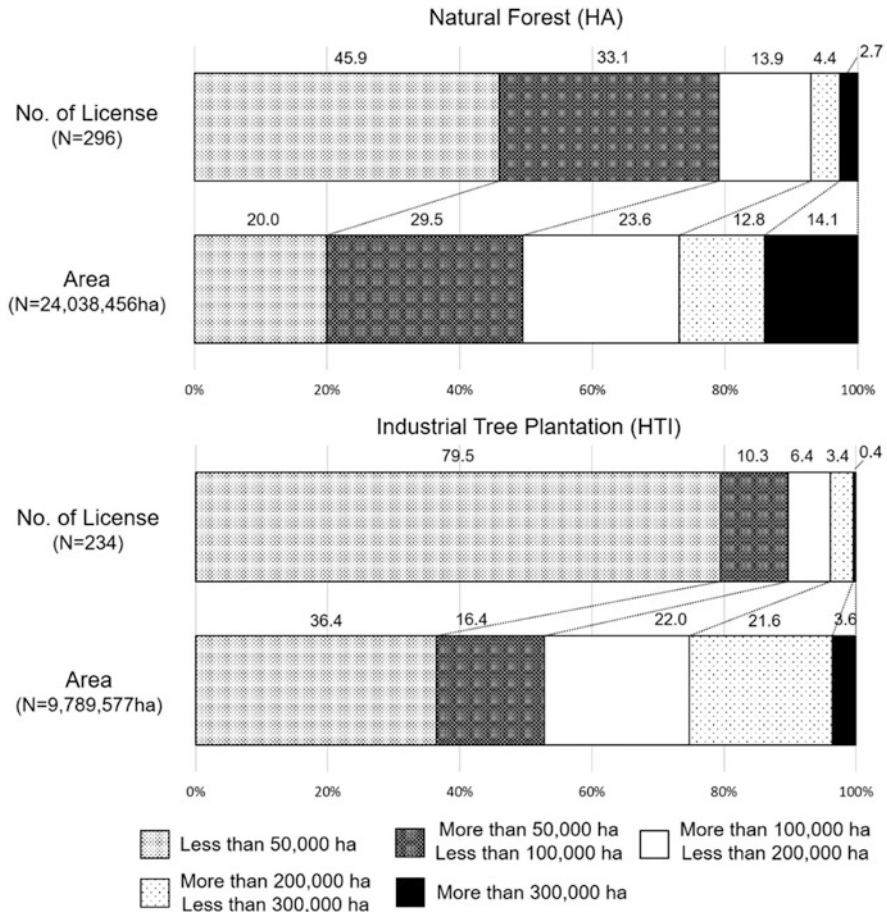 Natural Forest (HA)
45.9 33.1 13.9 4.4 2.7
No. of License
(N=296)
20.0 29.5 23.6 12.8 14.1
Area
(N=24,038,456ha)
0% 20% 40% 60% 80% 100%
Industrial Tree Plantation (HTI)
79.5 10.3 6.4 3.4 0.4
No. of License
(N=234)
36.4 16.4 22.0 21.6 3.6
Area
(N=9,789,577ha)
0% 20% 40% 60% 80% 100%
Less than 50,000 ha
More than 50,000 ha
Less than 100,000 ha
More than 100,000 ha
Less than 200,000 ha
More than 200,000 ha
Less than 300,000 ha
More than 300,000 ha